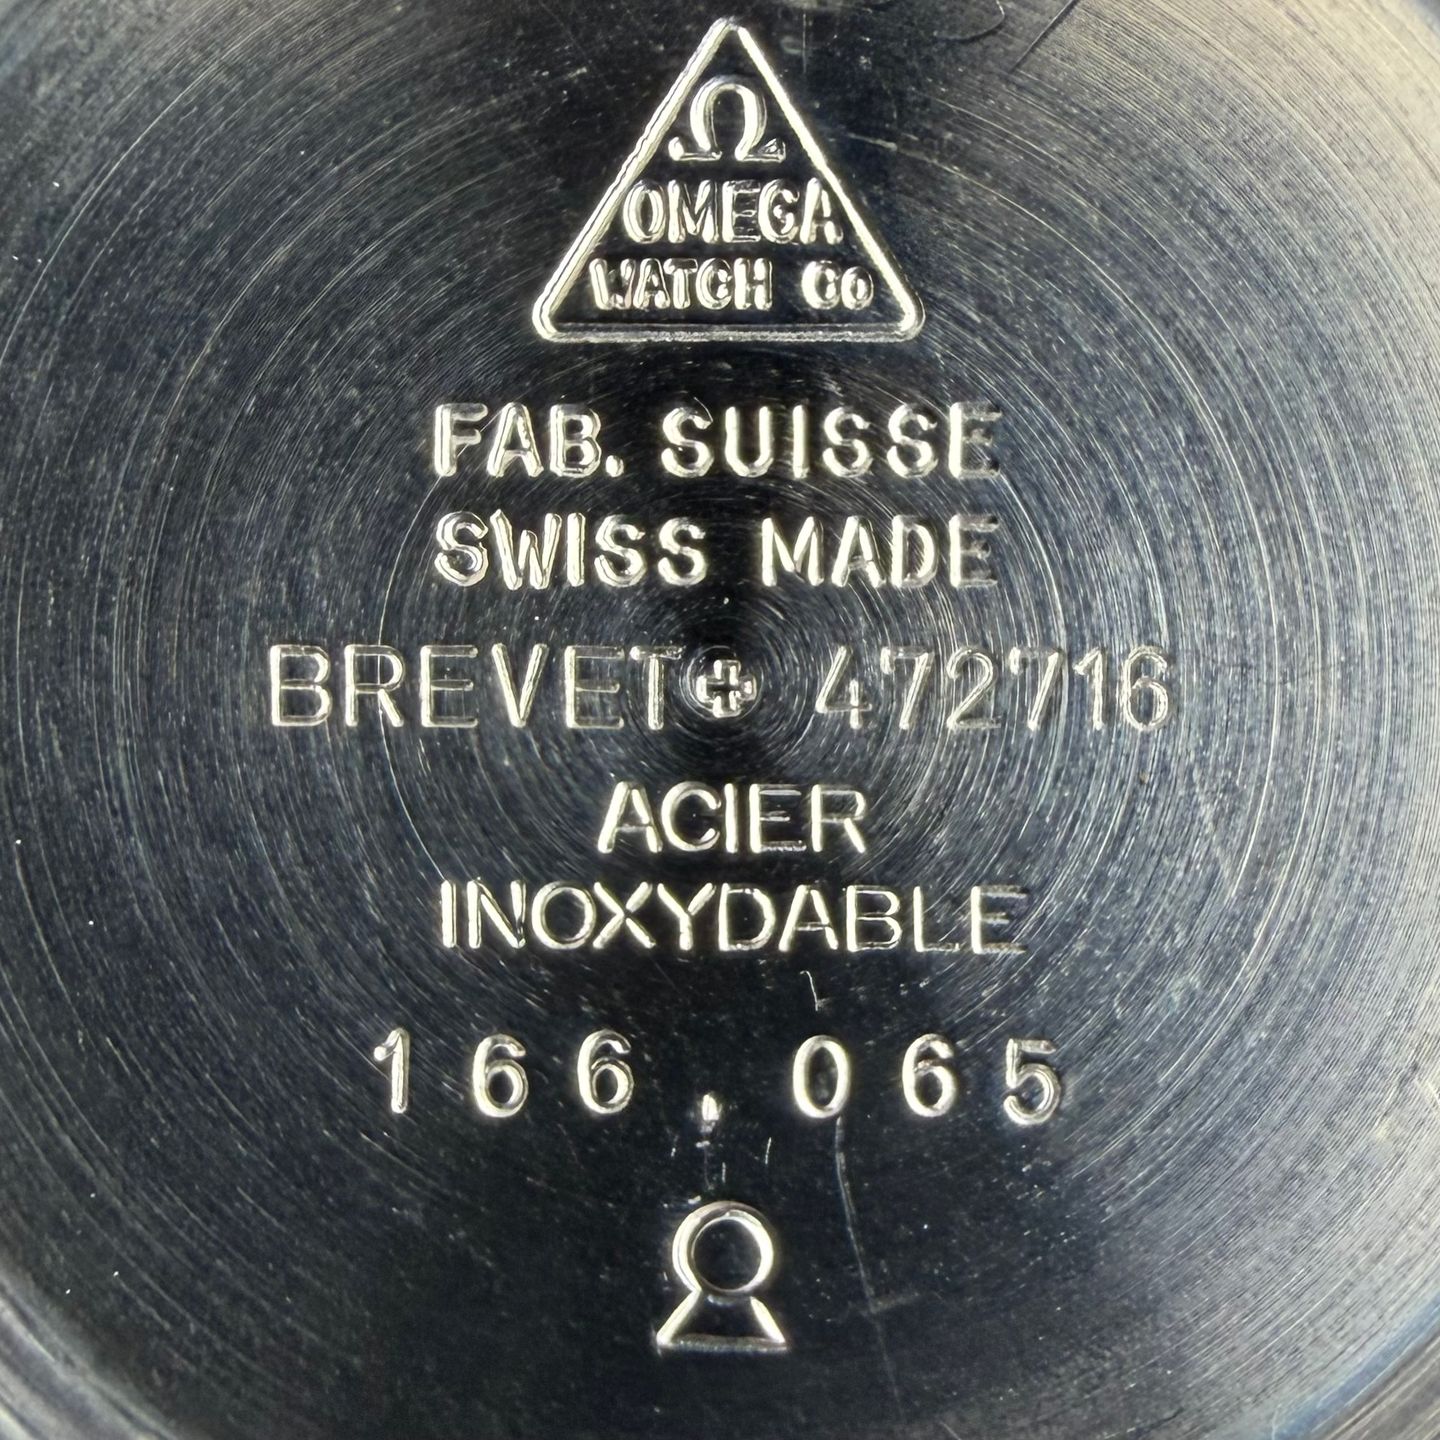 Ω
OMEGA
WATCH Co
FAB. SUISSE
SWISS MADE
BREVET + 472716
ACIER
INOXYDABLE
166.065